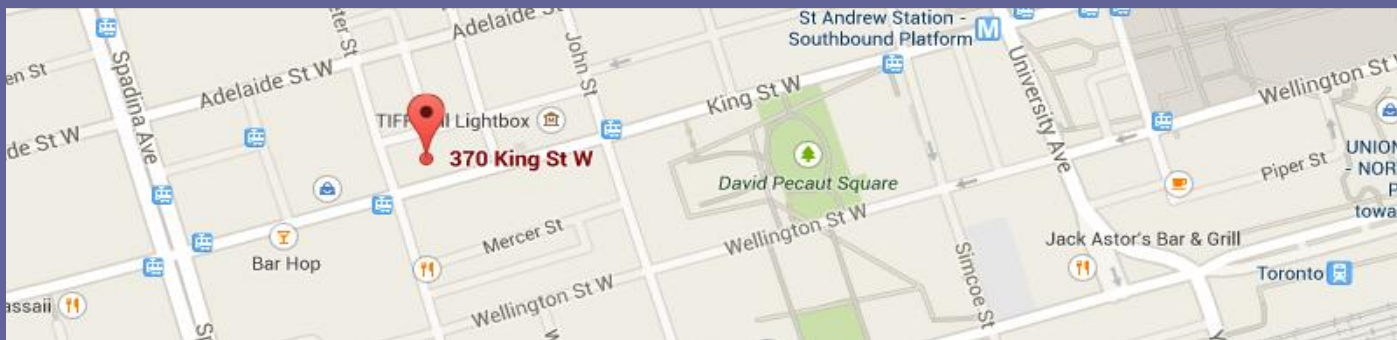 St Andrew Station -
Southbound Platform
M
Adelaide St W
John St
University Ave
Spadina Ave
Adelaide St W
King St W
Wellington St W
TIFF
Lightbox
370 King St W
David Pecaut Square
UNION
- NOR
Piper St
Mercer St
Wellington St W
Bar Hop
Jack Astor's Bar & Grill
Simcoe St
Toronto
Wellington St W